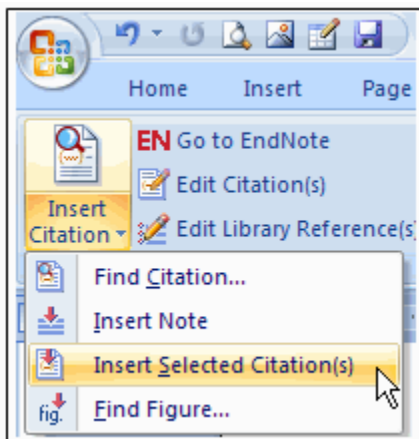 Home Insert Page
EN Go to EndNote
Edit Citation(s)
Insert
Citation
Edit Library Reference(s
Find Citation...
Insert Note
Insert Selected Citation(s)
fig. Find Figure...